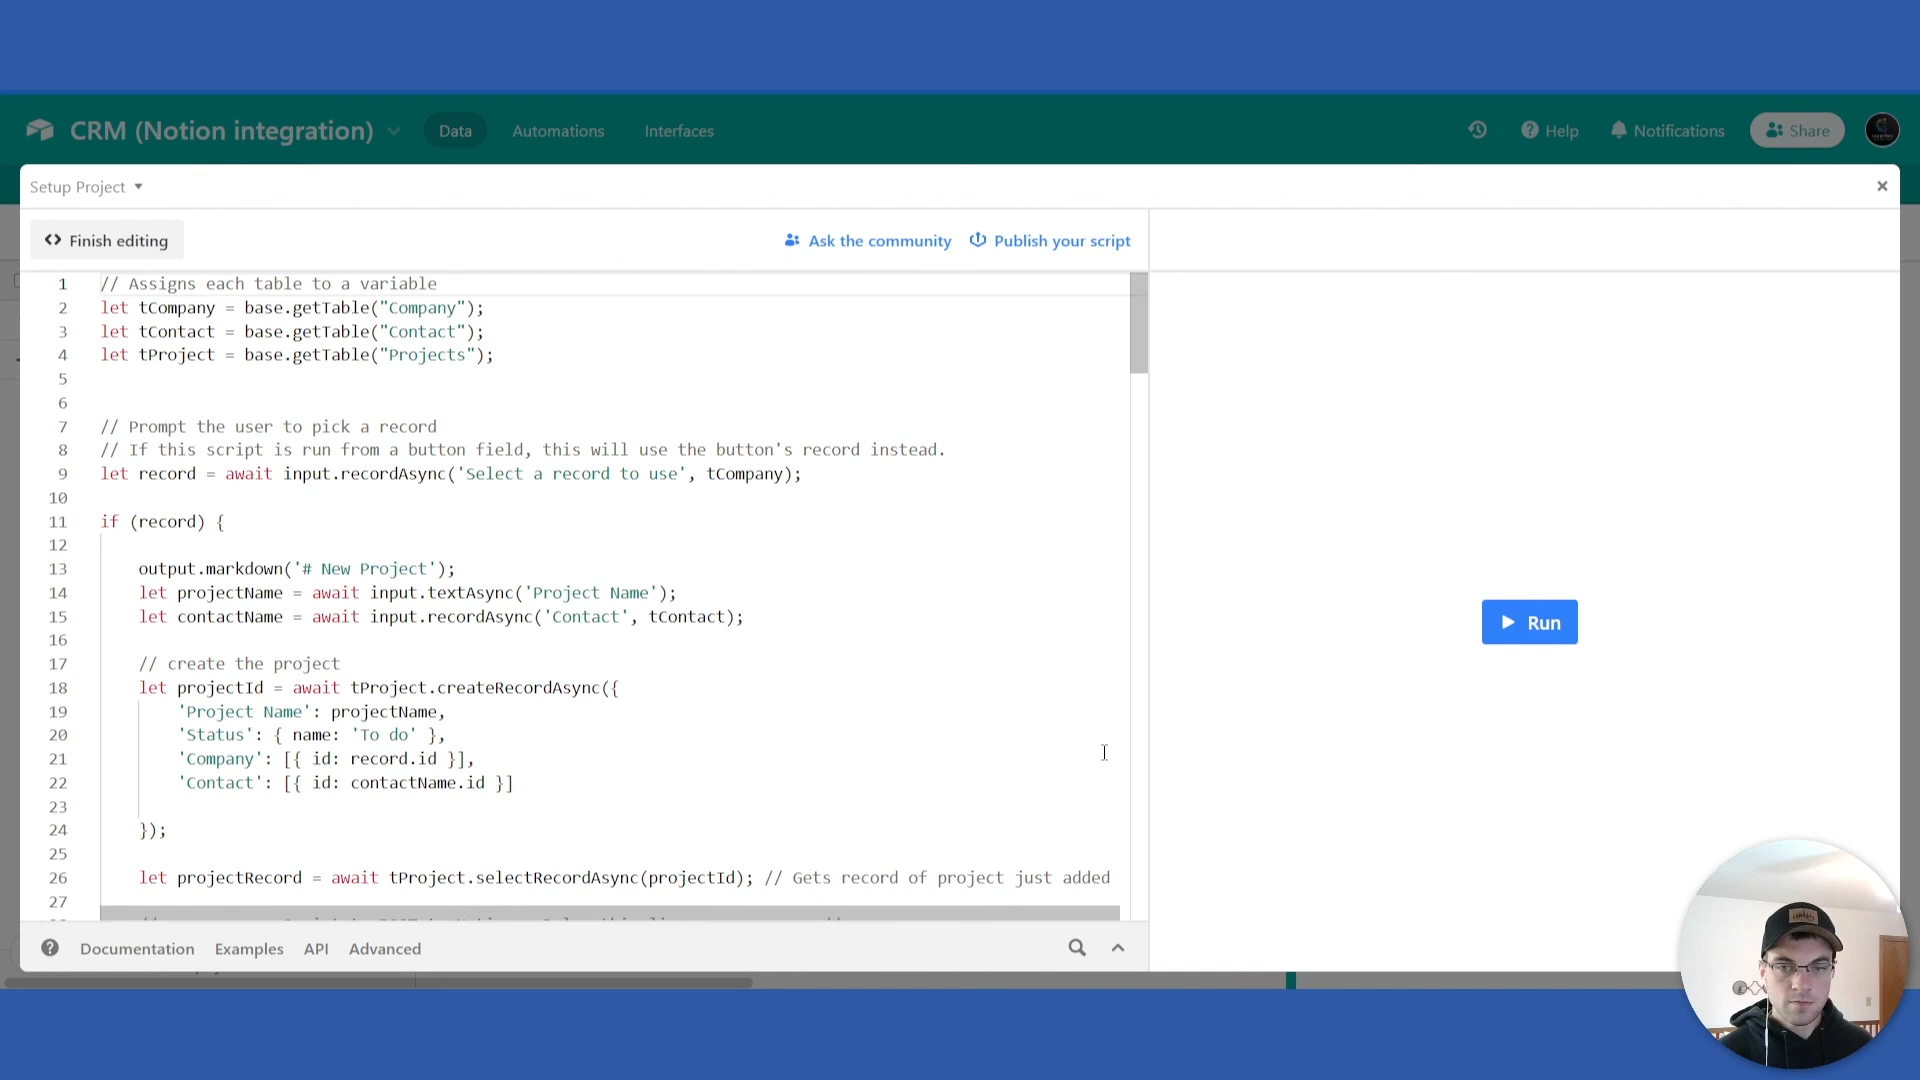 CRM (Notion integration)
Data
Automations
Interfaces
Help
Notifications
Share
Setup Project
Finish editing
Ask the community
Publish your script
1 // Assigns each table to a variable
2 let tCompany = base.getTable("Company");
3 let tContact = base.getTable("Contact");
4 let tProject = base.getTable("Projects");
5
6
7 // Prompt the user to pick a record
8 // If this script is run from a button field, this will use the button's record instead.
9 let record = await input.recordAsync('Select a record to use', tCompany);
10
11 if (record) {
12
13 output.markdown('# New Project');
14 let projectName = await input.textAsync('Project Name');
15 let contactName = await input.recordAsync('Contact', tContact);
16
17 // create the project
18 let projectId = await tProject.createRecordAsync({
19 'Project Name': projectName,
20 'Status': { name: 'To do' },
21 'Company': [{ id: record.id }],
22 'Contact': [{ id: contactName.id }]
23
24 });
25
26 let projectRecord = await tProject.selectRecordAsync(projectId); // Gets record of project just added
27
Run
Documentation
Examples
API
Advanced